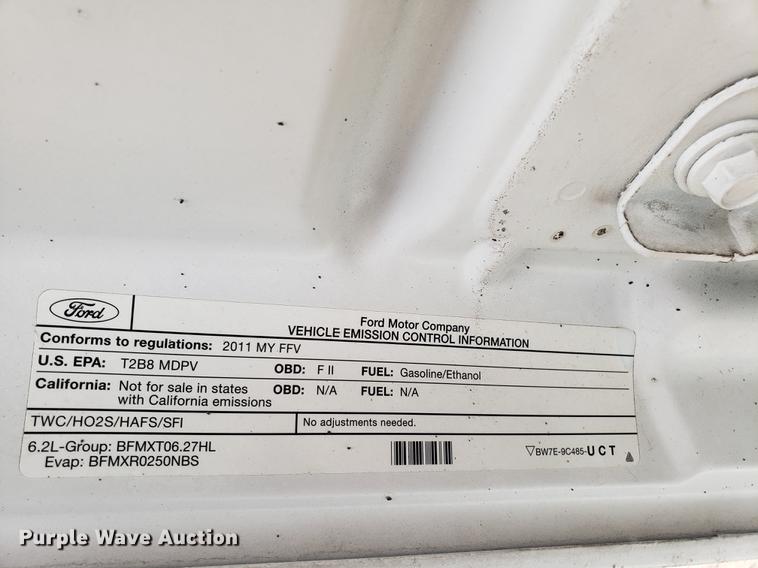 Ford
Ford Motor Company
VEHICLE EMISSION CONTROL INFORMATION
Conforms to regulations: 2011 MY FFV
U.S. EPA: T2B8 MDPV OBD: F II FUEL: Gasoline/Ethanol
California: Not for sale in states with California emissions OBD: N/A FUEL: N/A
TWC/HO2S/HAFS/SFI No adjustments needed.
6.2L-Group: BFMXT06.27HL
Evap: BFMXR0250NBS
BW7E-9C485-UCT
Purple Wave Auction